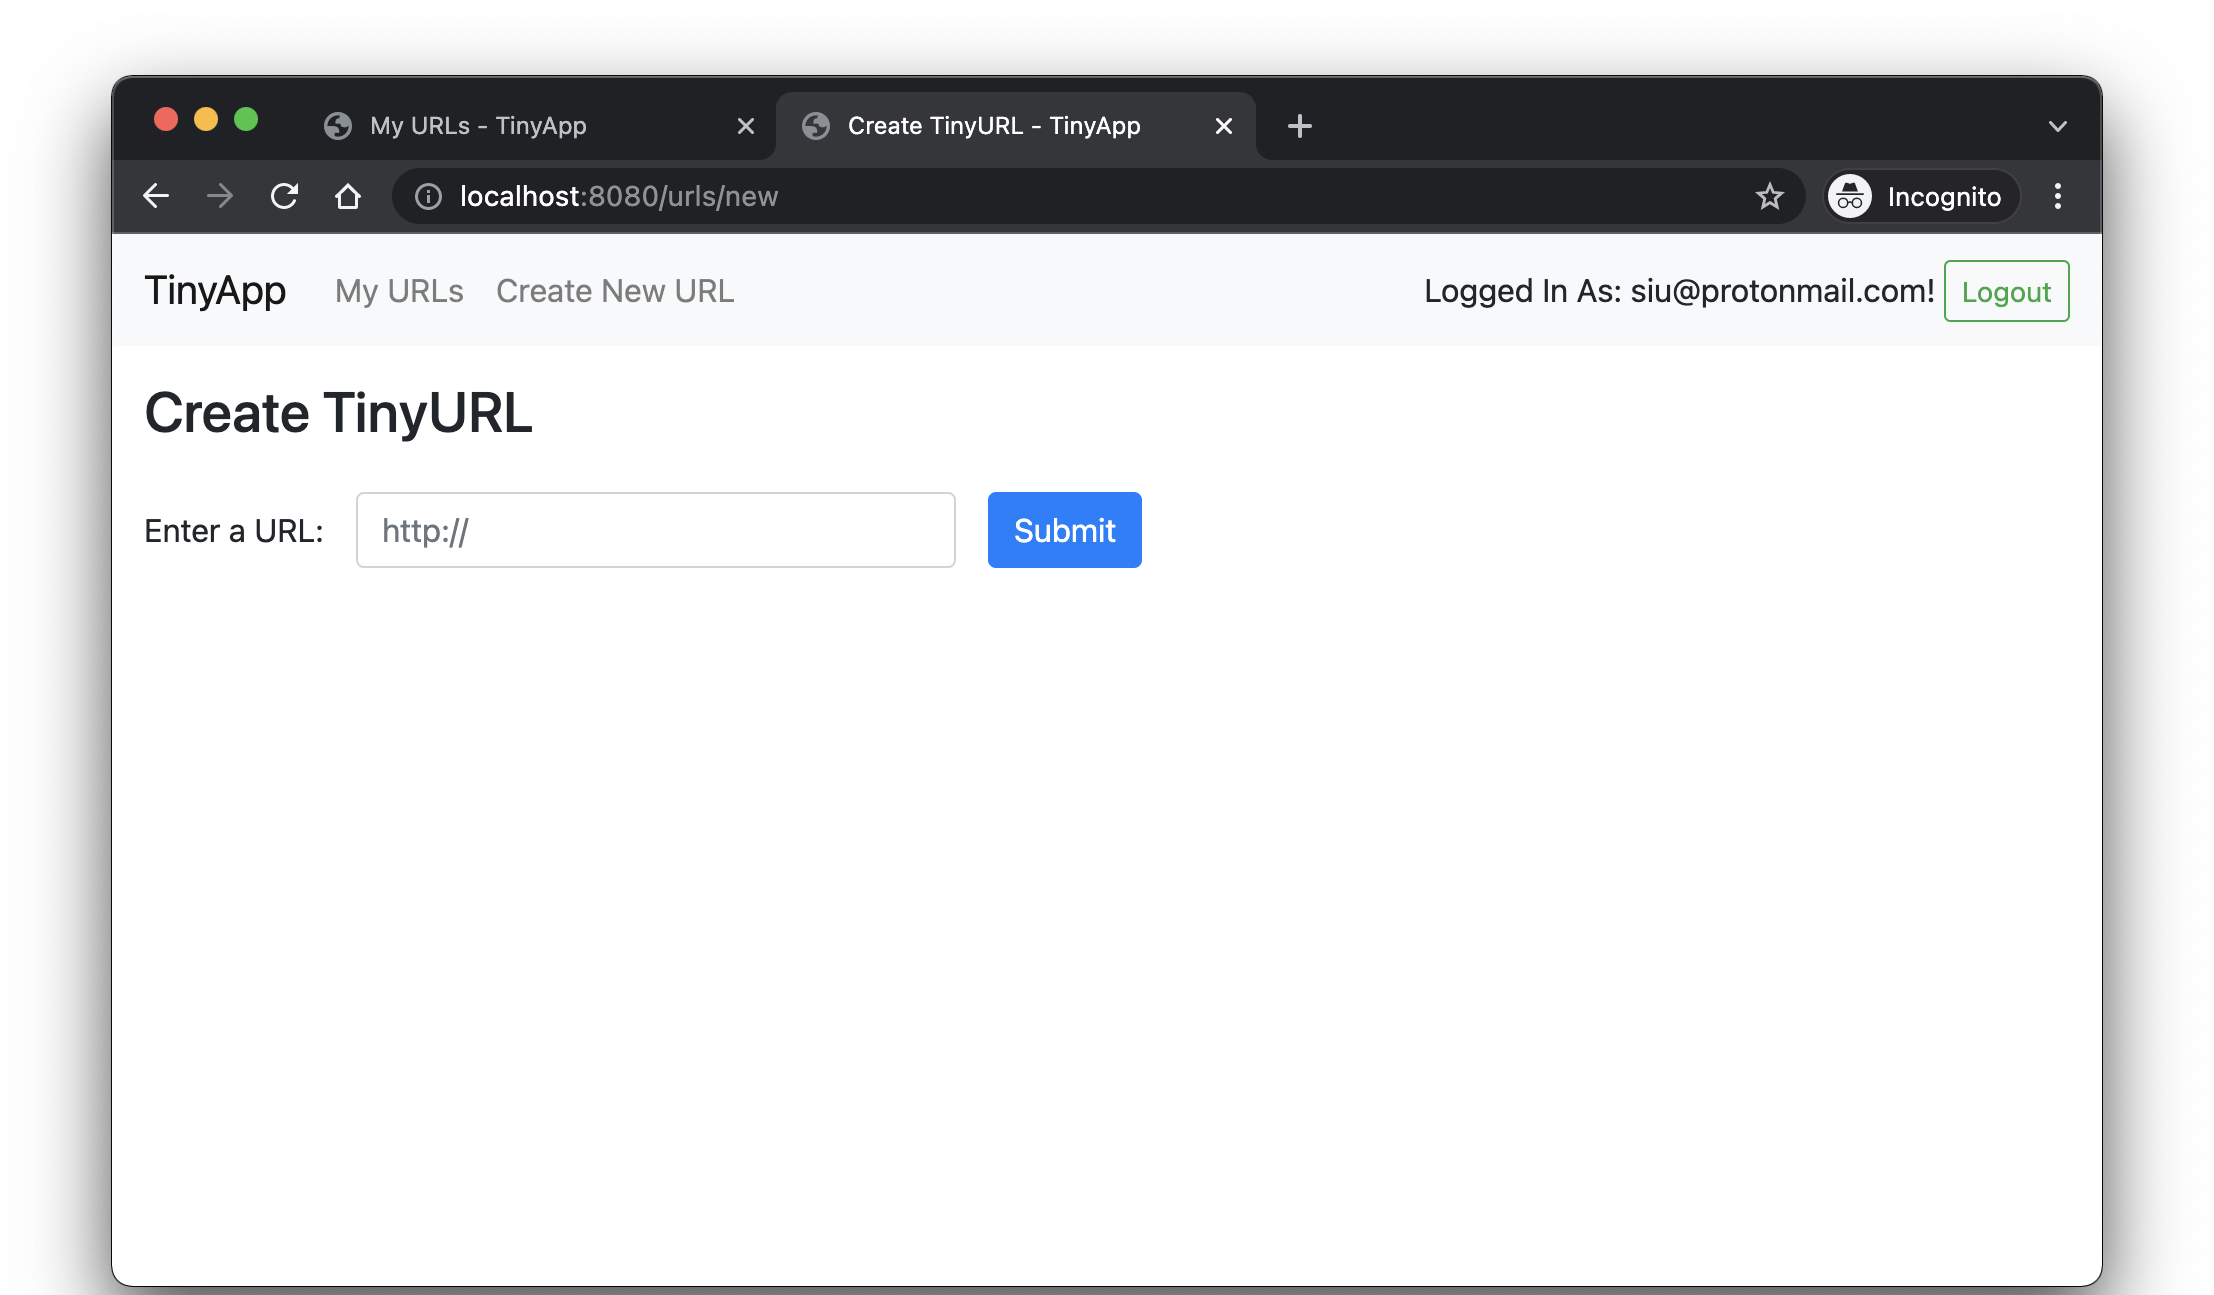 My URLs - TinyApp
Create TinyURL - TinyApp
localhost:8080/urls/new
Incognito
TinyApp My URLs Create New URL Logged In As: siu@protonmail.com! Logout
Create TinyURL
Enter a URL: http:// Submit